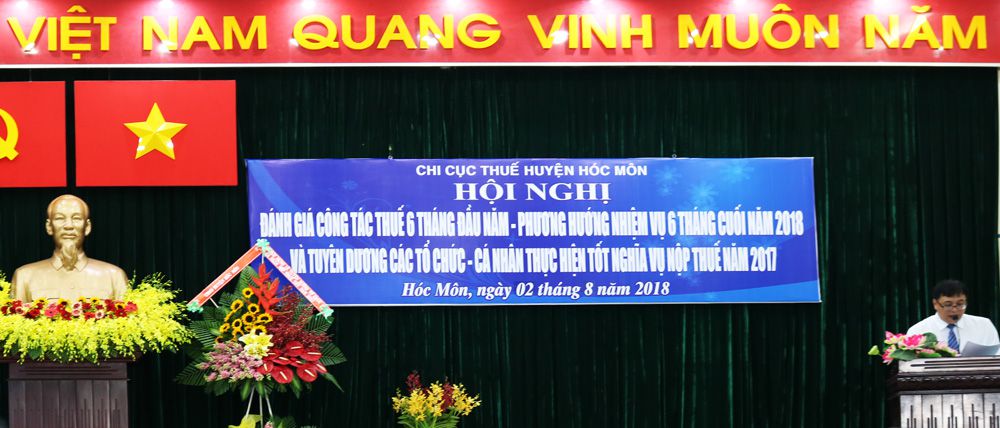 VIỆT NAM QUANG VINH MUÔN NĂM
CHI CỤC THUẾ HUYỆN HÓC MÔN
HỘI NGHỊ
ĐÁNH GIÁ CÔNG TÁC THUẾ 6 THÁNG ĐẦU NĂM - PHƯƠNG HƯỚNG NHIỆM VỤ 6 THÁNG CUỐI NĂM 2018
VÀ TUYÊN DƯƠNG CÁC TỔ CHỨC - CÁ NHÂN THỰC HIỆN TỐT NGHĨA VỤ NỘP THUẾ NĂM 2017
Hóc Môn, ngày 02 tháng 8 năm 2018